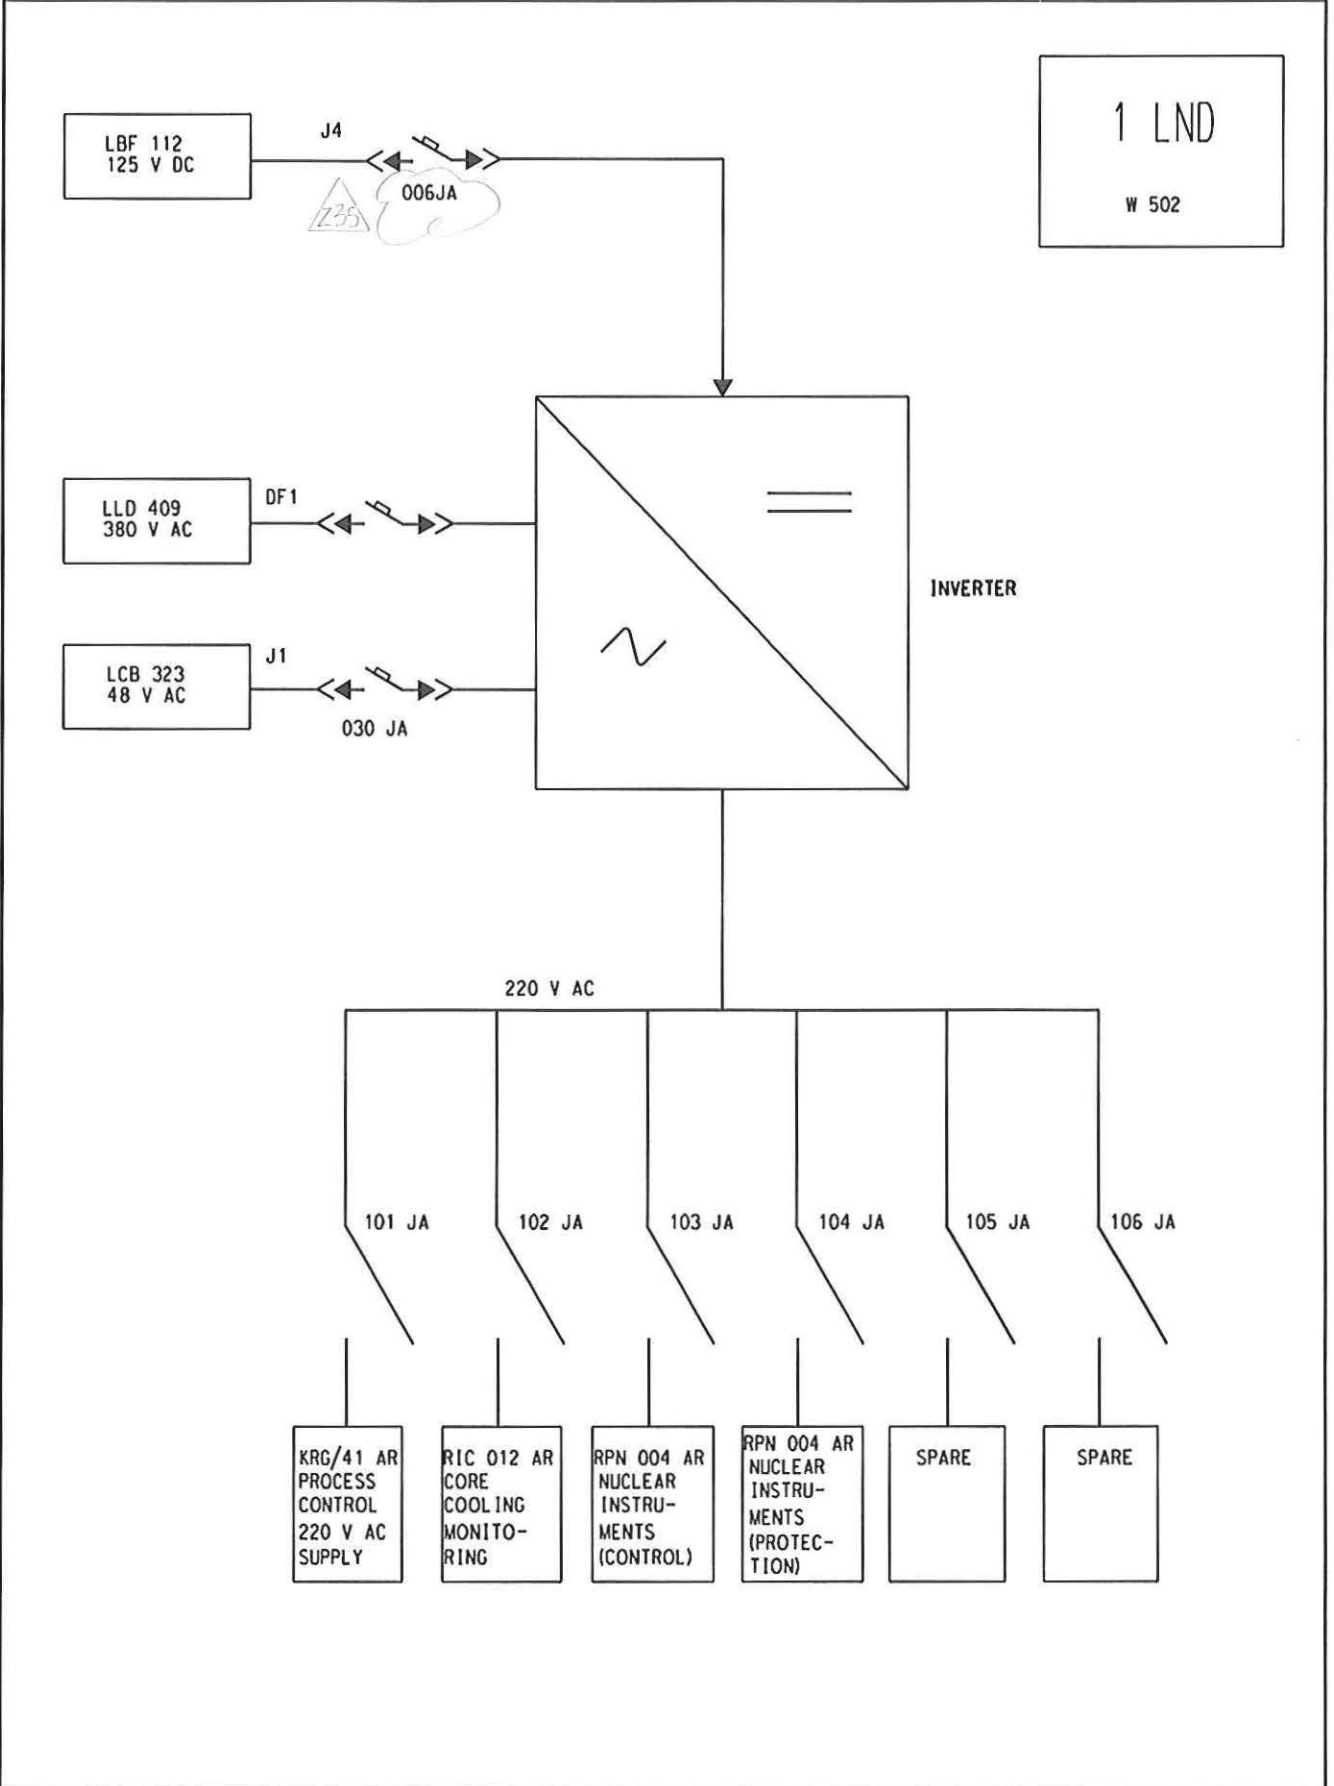 1 LND
W 502
LBF 112
125 V DC
J4
006JA
Z35
LLD 409
380 V AC
DF1
INVERTER
LCB 323
48 V AC
J1
030 JA
220 V AC
101 JA
102 JA
103 JA
104 JA
105 JA
106 JA
KRG/41 AR
PROCESS
CONTROL
220 V AC
SUPPLY
RIC 012 AR
CORE
COOLING
MONITO-
RING
RPN 004 AR
NUCLEAR
INSTRU-
MENTS
(CONTROL)
RPN 004 AR
NUCLEAR
INSTRU-
MENTS
(PROTEC-
TION)
SPARE
SPARE